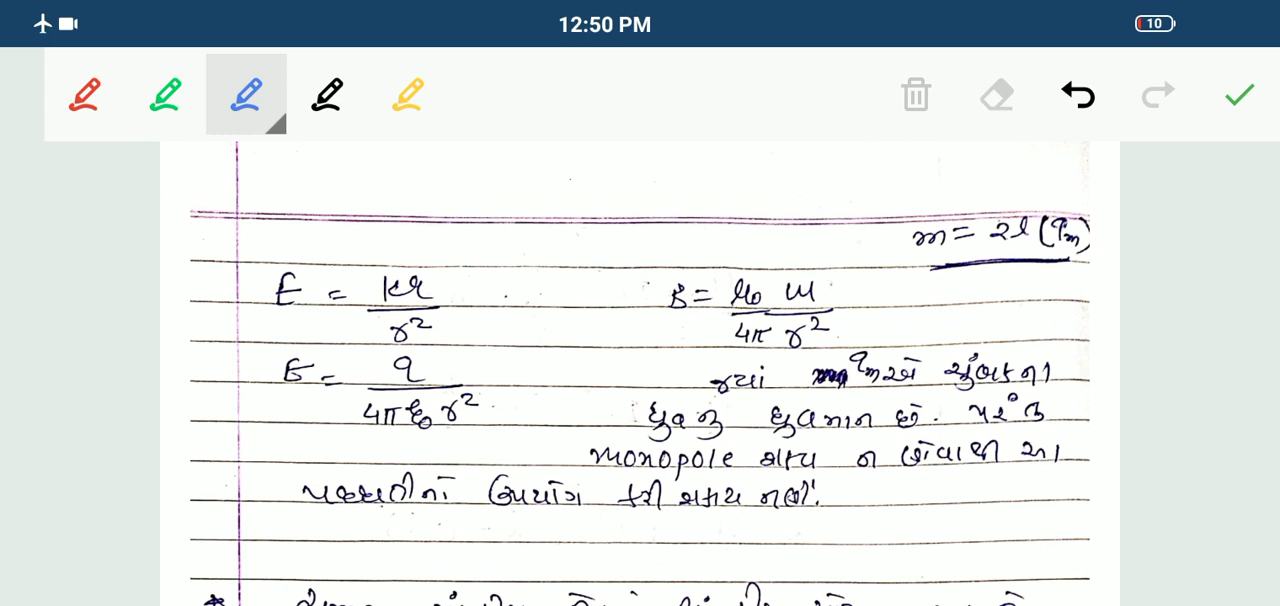 12:50 PM
10
m = 2l (qm)
E = kq / r²
B = μ₀ m / 4π r²
E = q / 4πε₀ r²
જ્યાં qm એ ચુંબકના
ધ્રુવનું ધ્રુવમાન છે. પરંતુ
monopole શક્ય ન હોવાથી આ
પધ્ધતીનો ઉપયોગ કરી શકાય નહીં.